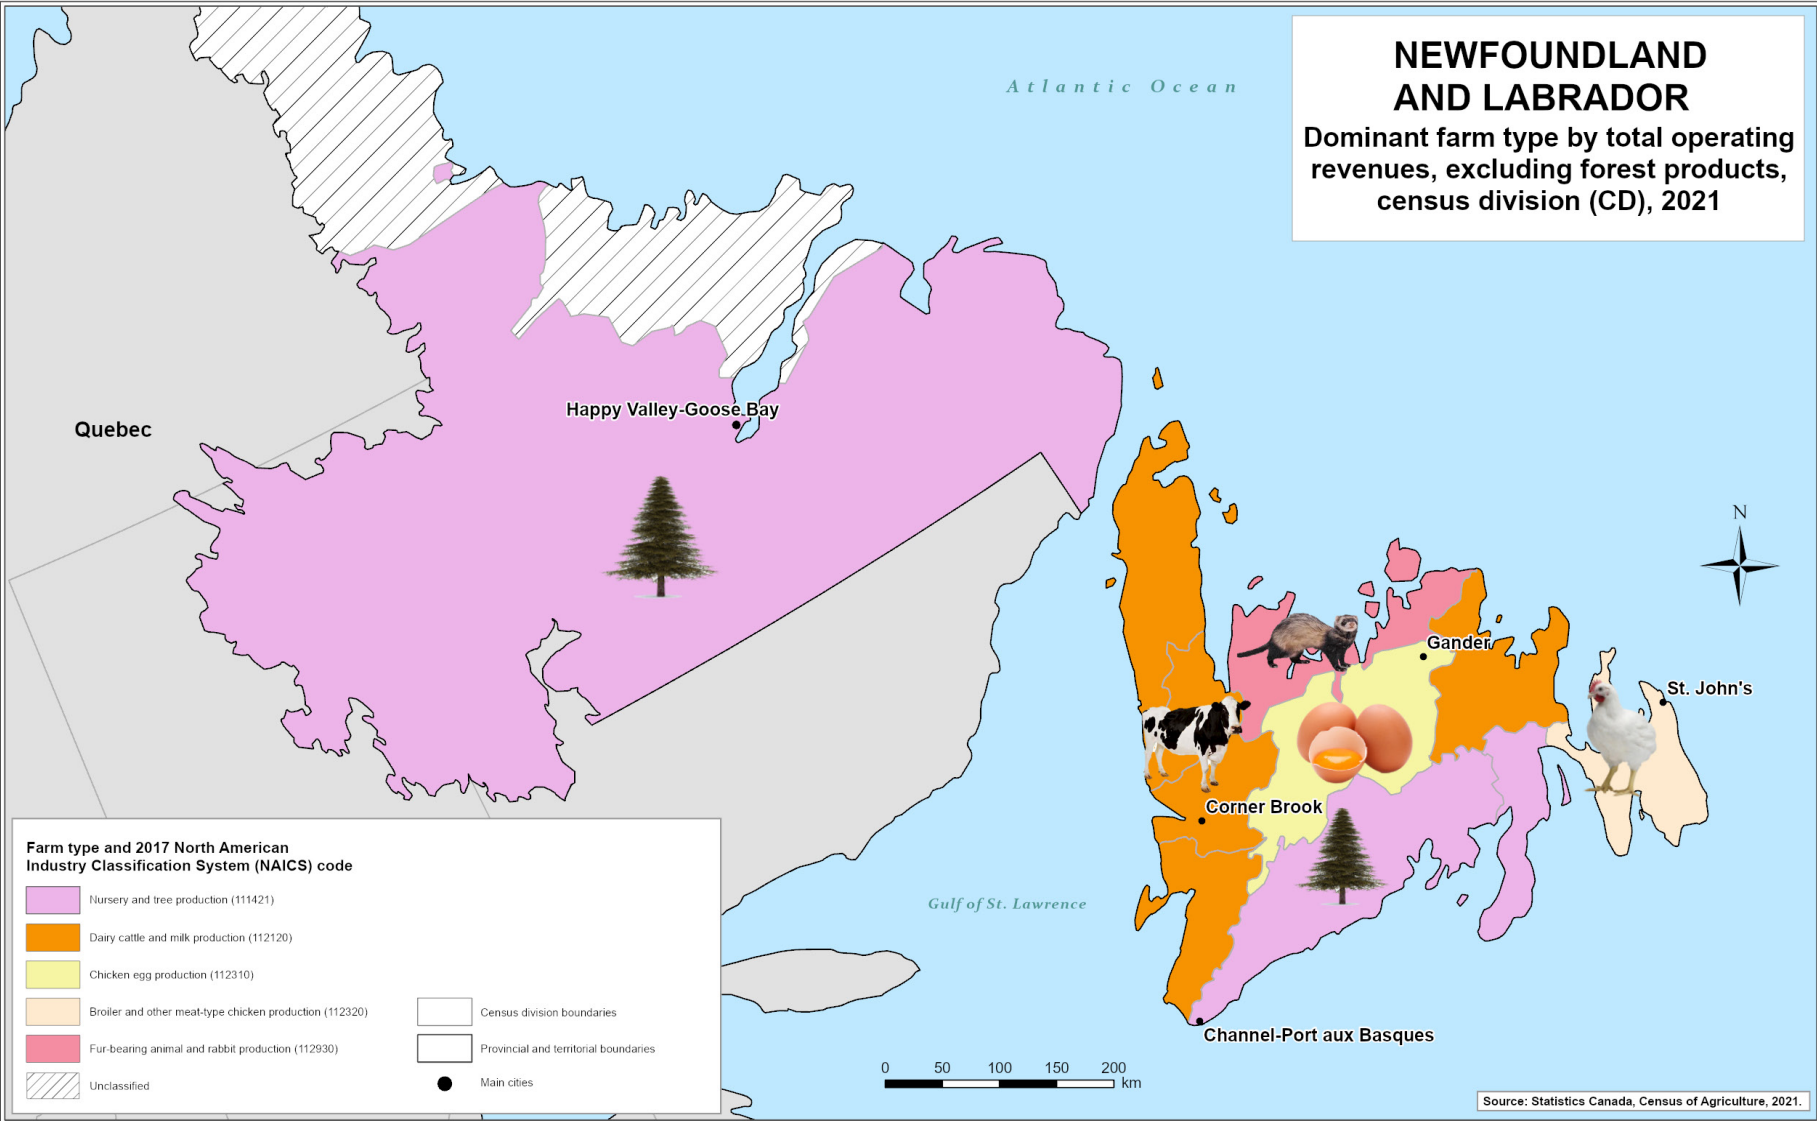 NEWFOUNDLAND
AND LABRADOR
Dominant farm type by total operating
revenues, excluding forest products,
census division (CD), 2021
Atlantic Ocean
Quebec
Happy Valley-Goose Bay
N
Gander
St. John's
Corner Brook
Gulf of St. Lawrence
Channel-Port aux Basques
Farm type and 2017 North American
Industry Classification System (NAICS) code
Nursery and tree production (111421)
Dairy cattle and milk production (112120)
Chicken egg production (112310)
Broiler and other meat-type chicken production (112320)
Fur-bearing animal and rabbit production (112930)
Unclassified
Census division boundaries
Provincial and territorial boundaries
Main cities
0 50 100 150 200
km
Source: Statistics Canada, Census of Agriculture, 2021.